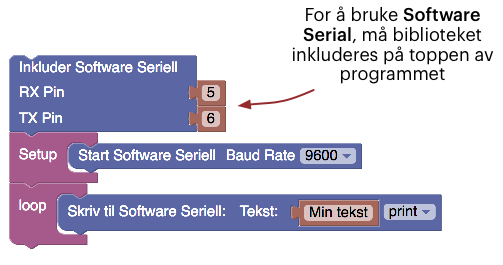 For å bruke Software
Serial, må biblioteket
inkluderes på toppen av
programmet
Inkluder Software Seriell
RX Pin 5
TX Pin 6
Setup Start Software Seriell Baud Rate 9600
loop Skriv til Software Seriell: Tekst: Min tekst print